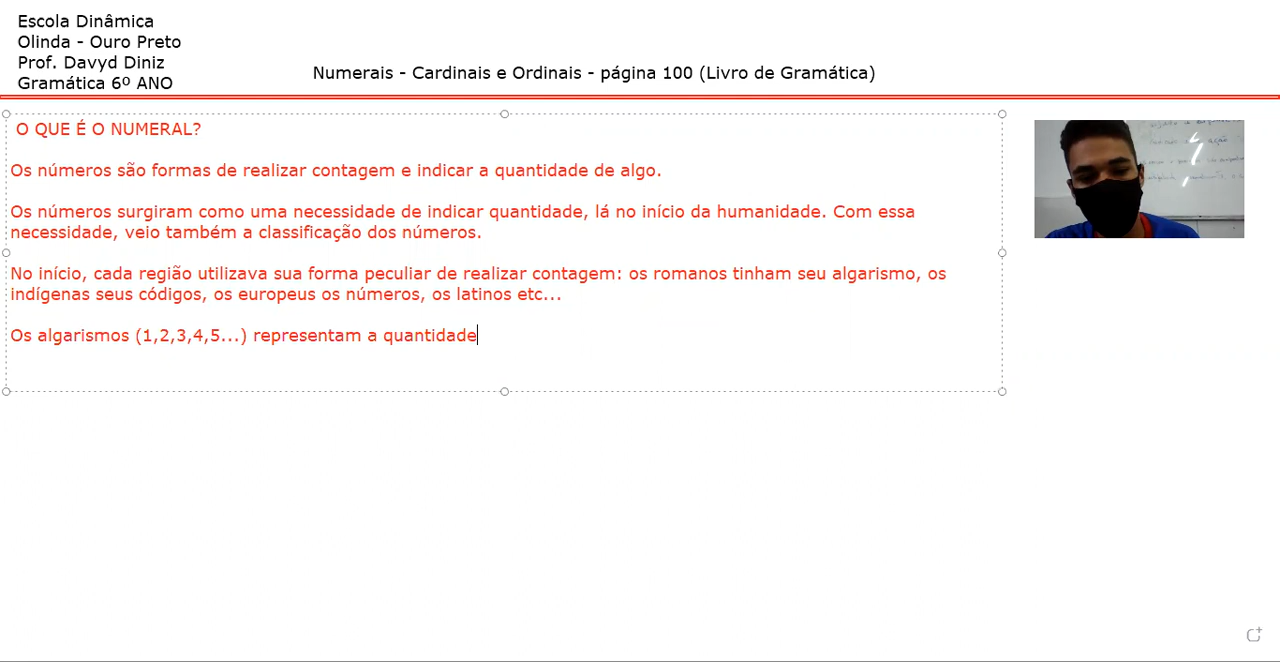 Escola Dinâmica
Olinda - Ouro Preto
Prof. Davyd Diniz
Gramática 6º ANO
Numerais - Cardinais e Ordinais - página 100 (Livro de Gramática)
O QUE É O NUMERAL?
Os números são formas de realizar contagem e indicar a quantidade de algo.
Os números surgiram como uma necessidade de indicar quantidade, lá no início da humanidade. Com essa
necessidade, veio também a classificação dos números.
No início, cada região utilizava sua forma peculiar de realizar contagem: os romanos tinham seu algarismo, os
indígenas seus códigos, os europeus os números, os latinos etc...
Os algarismos (1,2,3,4,5...) representam a quantidade